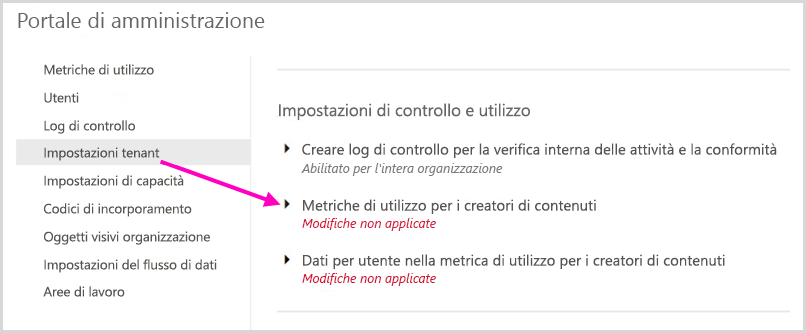 Portale di amministrazione
Metriche di utilizzo
Utenti
Log di controllo
Impostazioni tenant
Impostazioni di capacità
Codici di incorporamento
Oggetti visivi organizzazione
Impostazioni del flusso di dati
Aree di lavoro
Impostazioni di controllo e utilizzo
Creare log di controllo per la verifica interna delle attività e la conformità
Abilitato per l'intera organizzazione
Metriche di utilizzo per i creatori di contenuti
Modifiche non applicate
Dati per utente nella metrica di utilizzo per i creatori di contenuti
Modifiche non applicate